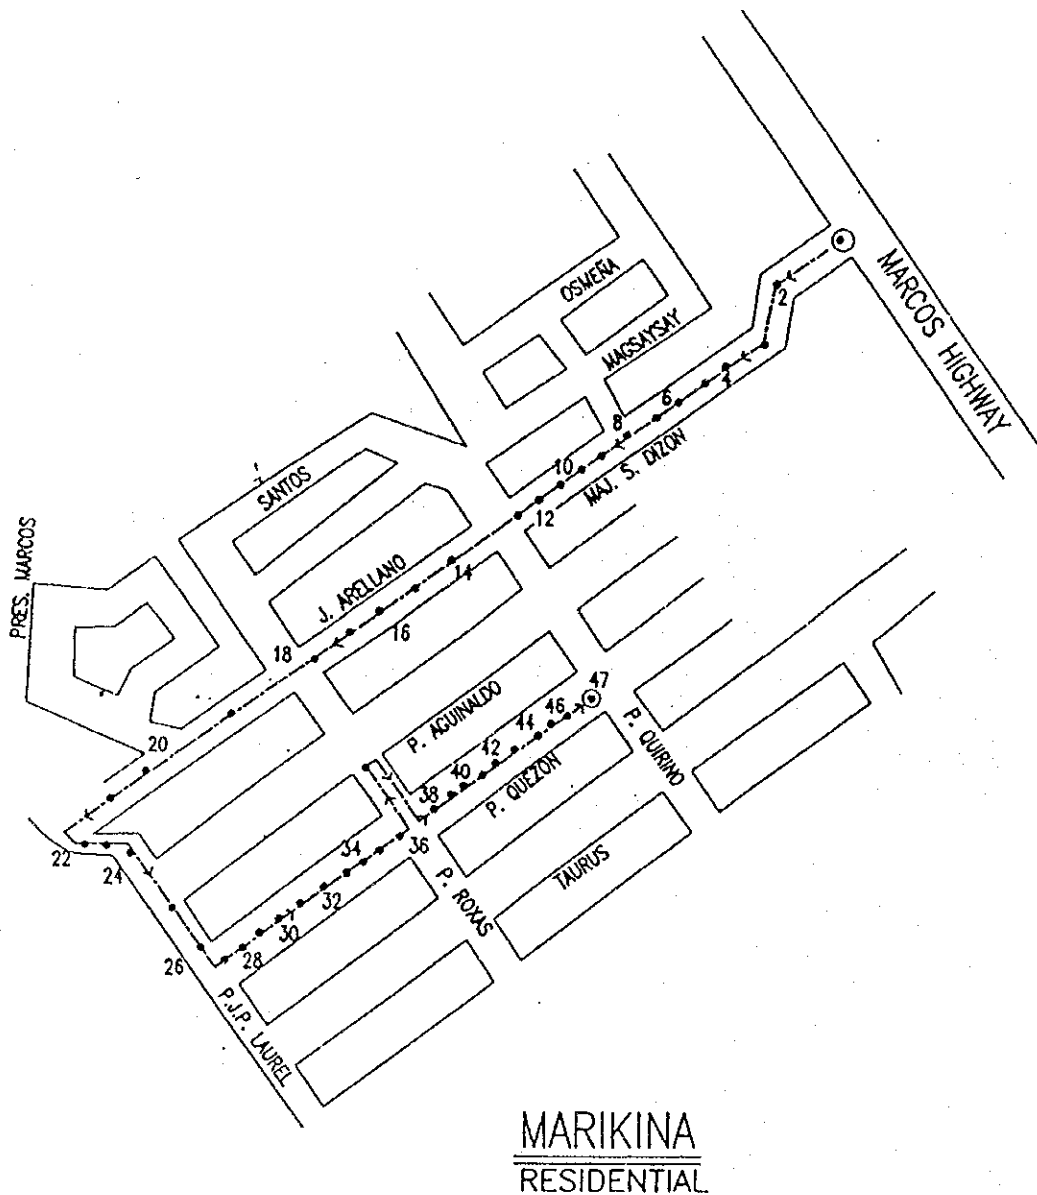 MARCOS HIGHWAY
OSMEÑA
MAGSAYSAY
MAJ. S. DIZON
SANTOS
J. ARELLANO
PRES. MARCOS
P. AGUINALDO
P. QUEZON
P. QUIRINO
TAURUS
P. ROXAS
P.J.P. LAUREL
2
4
6
8
10
12
14
16
18
20
22
24
26
28
30
32
34
36
38
40
42
44
46
47
MARIKINA
RESIDENTIAL